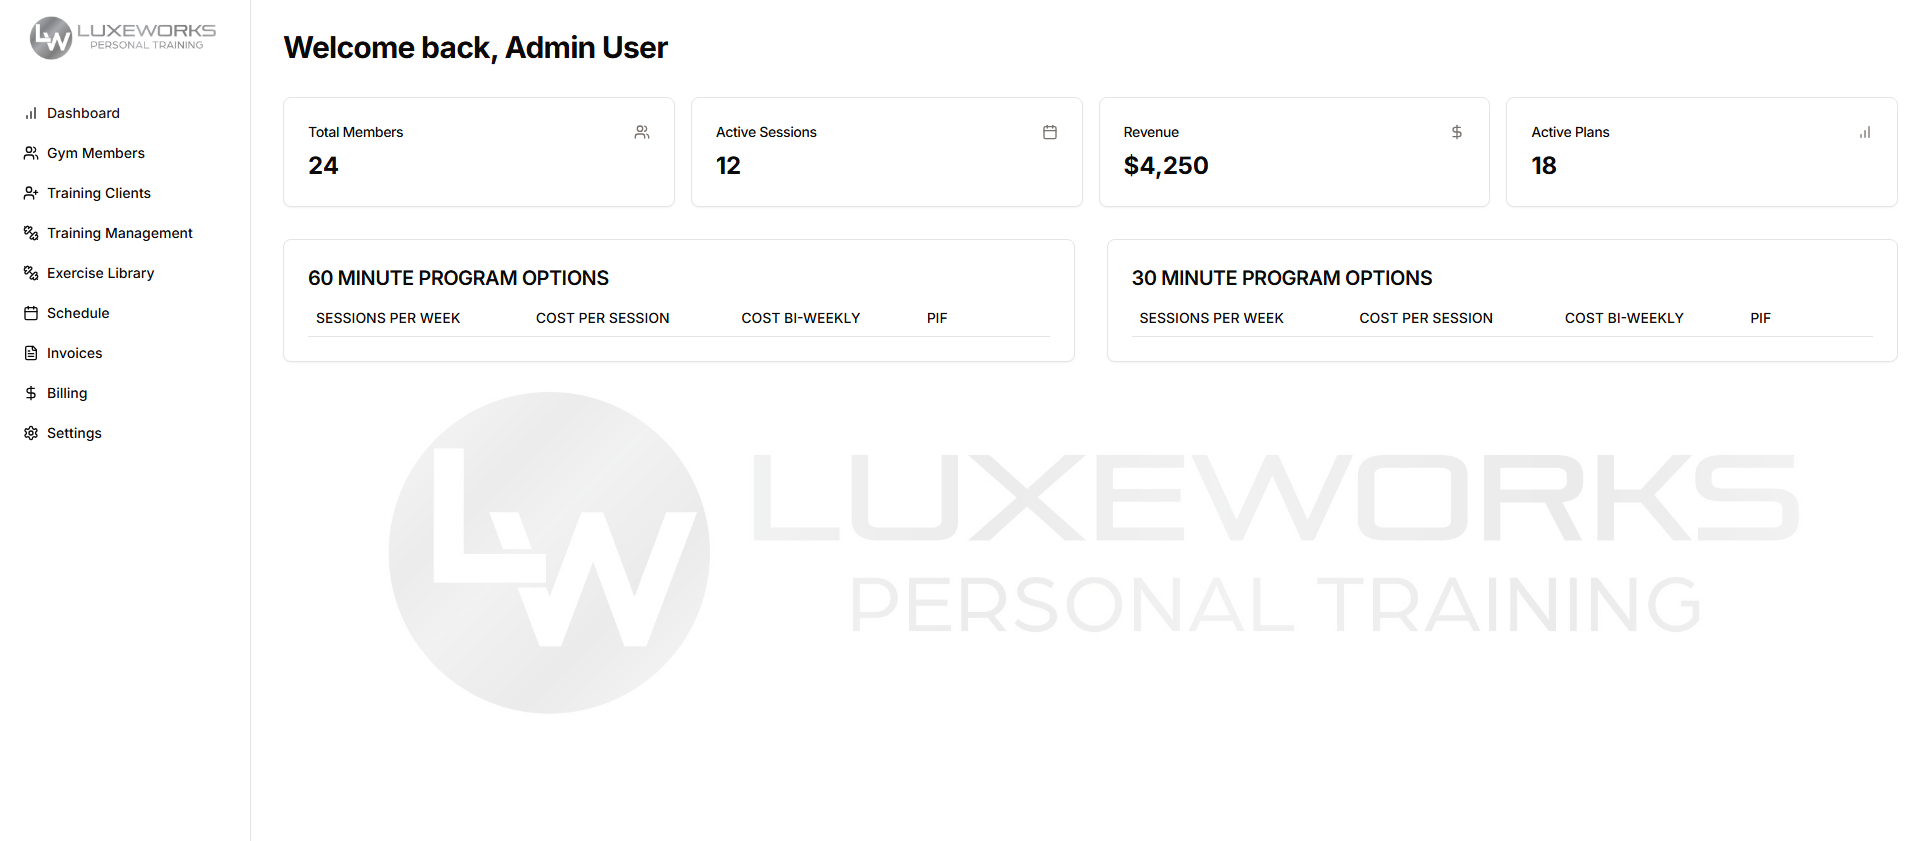 LW LUXEWORKS
PERSONAL TRAINING
Dashboard
Gym Members
Training Clients
Training Management
Exercise Library
Schedule
Invoices
Billing
Settings
Welcome back, Admin User
Total Members
24
Active Sessions
12
Revenue
$4,250
Active Plans
18
60 MINUTE PROGRAM OPTIONS
SESSIONS PER WEEK COST PER SESSION COST BI-WEEKLY PIF
30 MINUTE PROGRAM OPTIONS
SESSIONS PER WEEK COST PER SESSION COST BI-WEEKLY PIF
LW LUXEWORKS
PERSONAL TRAINING